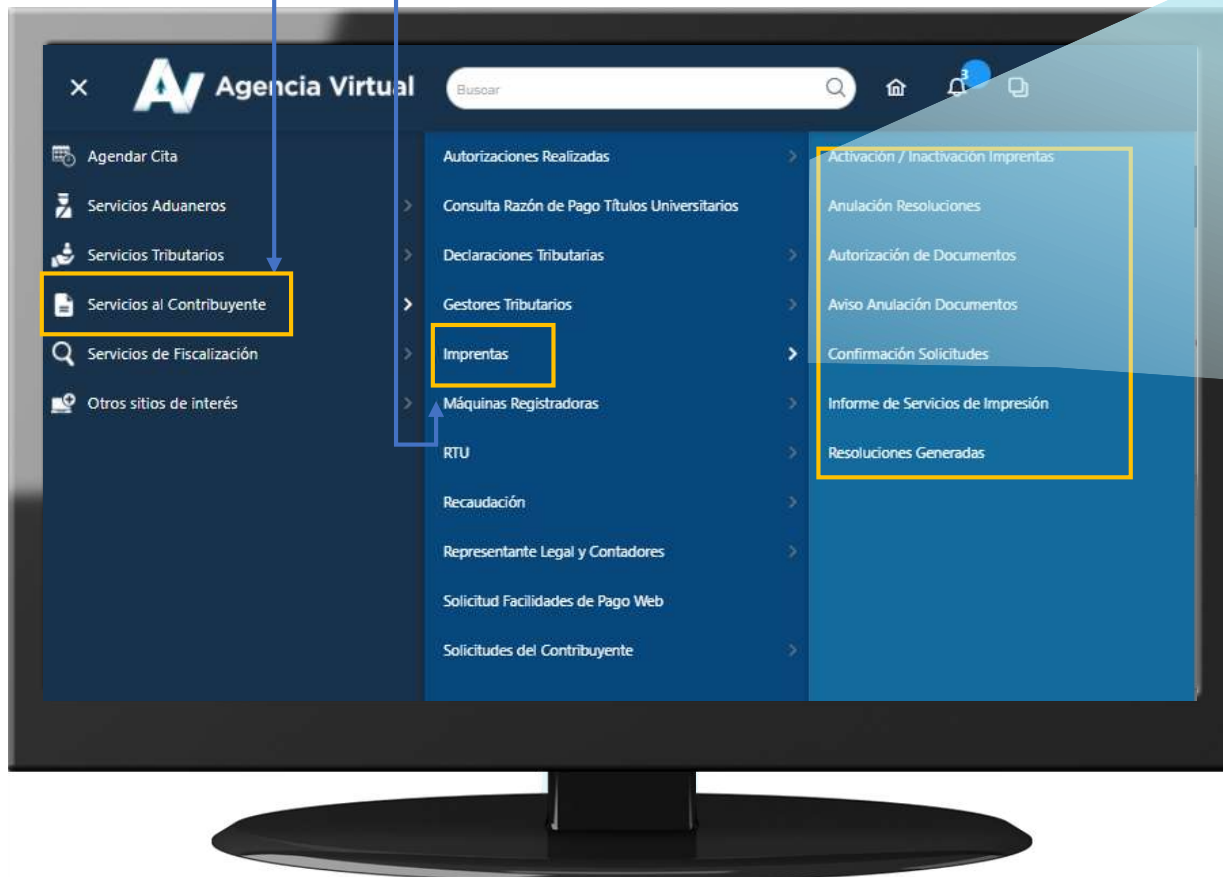 AV Agencia Virtual
Busoar
3
Agendar Cita
Servicios Aduaneros
Servicios Tributarios
Servicios al Contribuyente
Servicios de Fiscalización
Otros sitios de interés
Autorizaciones Realizadas
Consulta Razón de Pago Títulos Universitarios
Declaraciones Tributarias
Gestores Tributarios
Imprentas
Máquinas Registradoras
RTU
Recaudación
Representante Legal y Contadores
Solicitud Facilidades de Pago Web
Solicitudes del Contribuyente
Activación / Inactivación Imprentas
Anulación Resoluciones
Autorización de Documentos
Aviso Anulación Documentos
Confirmación Solicitudes
Informe de Servicios de Impresión
Resoluciones Generadas